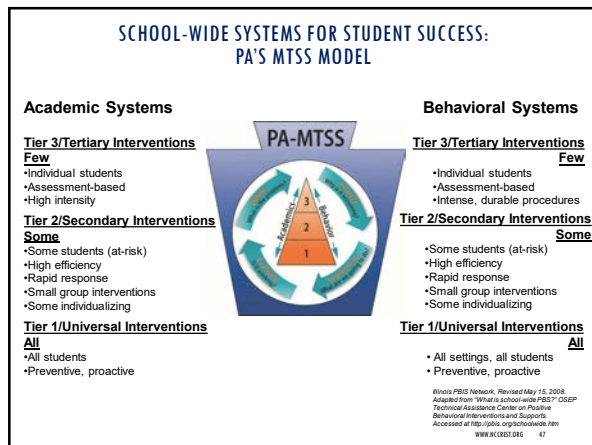 SCHOOL-WIDE SYSTEMS FOR STUDENT SUCCESS:
PA'S MTSS MODEL
Academic Systems
Tier 3/Tertiary Interventions
Few
•Individual students
•Assessment-based
•High intensity
Tier 2/Secondary Interventions
Some
•Some students (at-risk)
•High efficiency
•Rapid response
•Small group interventions
•Some individualizing
Tier 1/Universal Interventions
All
•All students
•Preventive, proactive
PA-MTSS
Academics
Behavior
3
2
1
Behavioral Systems
Tier 3/Tertiary Interventions
Few
•Individual students
•Assessment-based
•Intense, durable procedures
Tier 2/Secondary Interventions
Some
•Some students (at-risk)
•High efficiency
•Rapid response
•Small group interventions
•Some individualizing
Tier 1/Universal Interventions
All
• All settings, all students
• Preventive, proactive
Illinois PBIS Network, Revised May 15, 2008.
Adapted from "What is school-wide PBS?" OSEP
Technical Assistance Center on Positive
Behavioral Interventions and Supports.
Accessed at http://pbis.org/schoolwide.htm
WWW.NCCREST.ORG 47